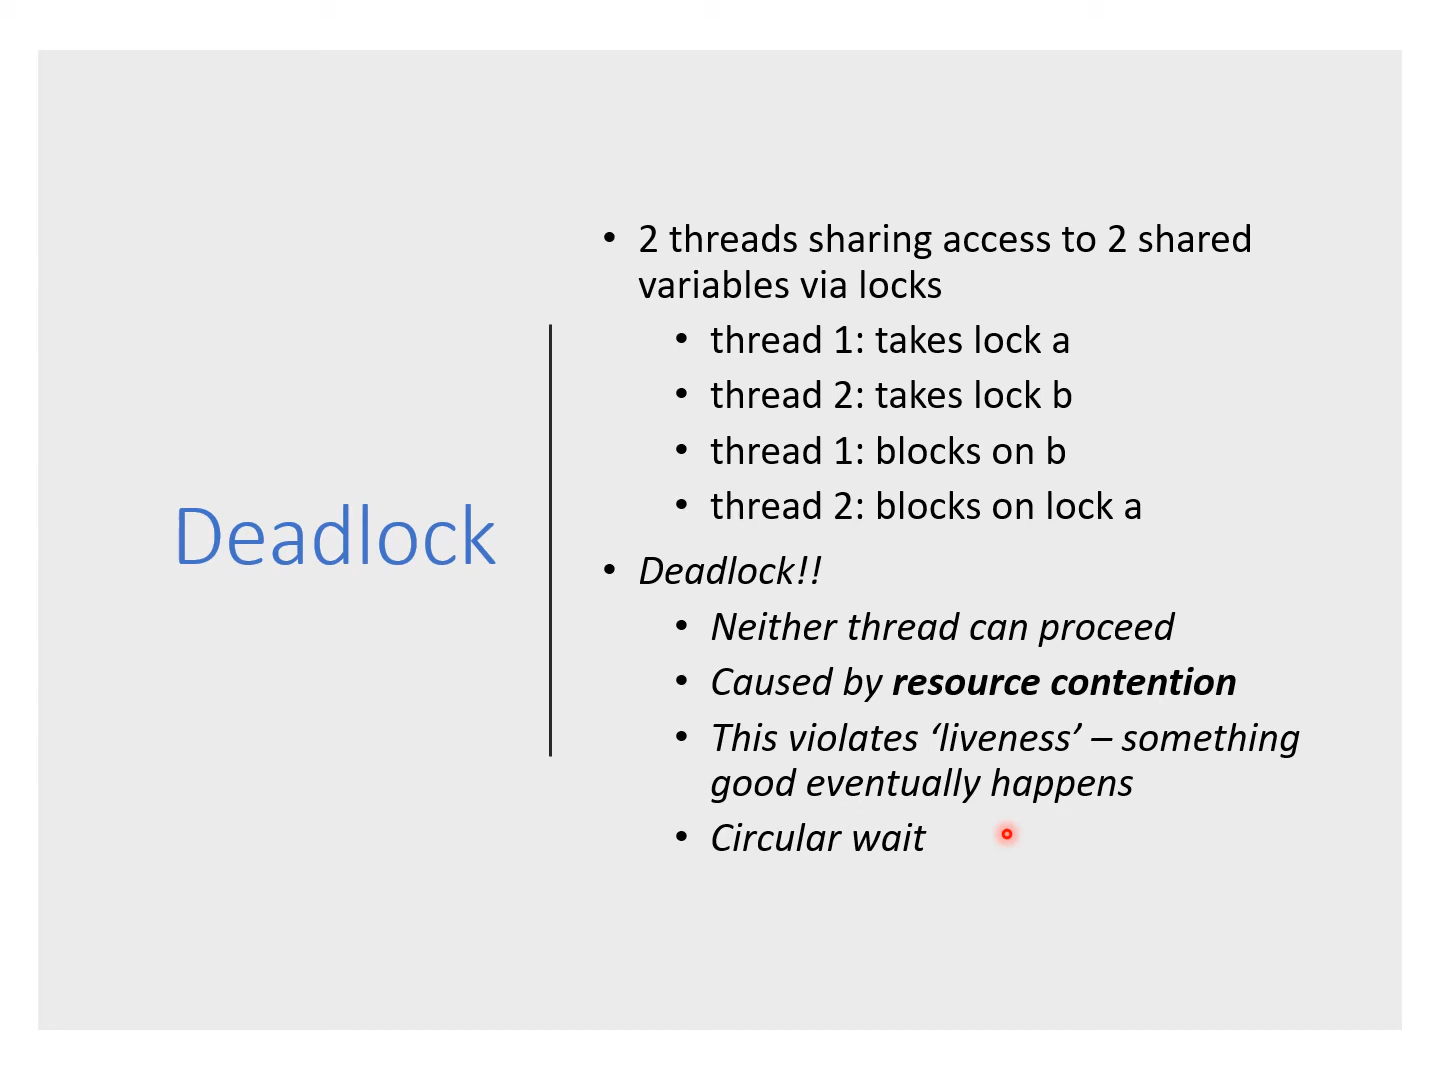 Deadlock
• 2 threads sharing access to 2 shared
variables via locks
• thread 1: takes lock a
• thread 2: takes lock b
• thread 1: blocks on b
• thread 2: blocks on lock a
• Deadlock!!
• Neither thread can proceed
• Caused by resource contention
• This violates ‘liveness’ – something
good eventually happens
• Circular wait